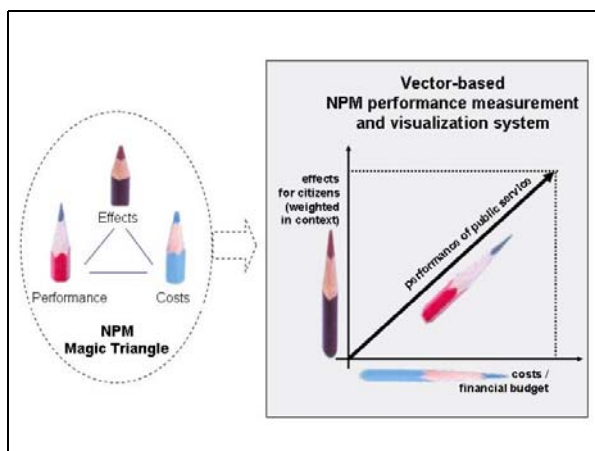 Effects
Performance
Costs
NPM
Magic Triangle
Vector-based
NPM performance measurement
and visualization system
effects
for citizens
(weighted
in context)
performance of public service
costs /
financial budget